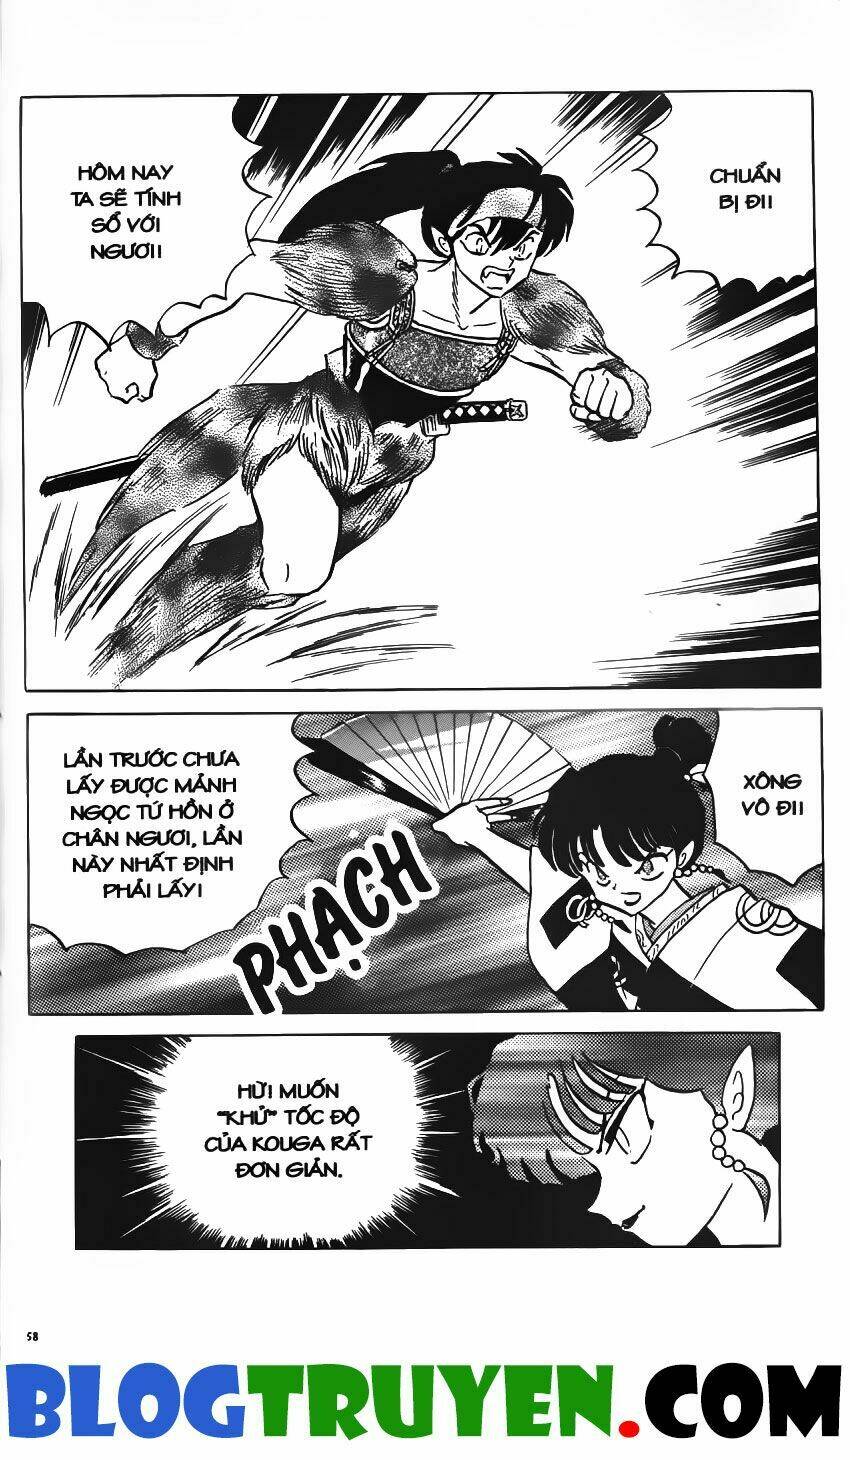 HÔM NAY
TA SẼ TÍNH
SỔ VỚI
NGƯƠI!
CHUẨN
BỊ ĐI!
LẦN TRƯỚC CHƯA
LẤY ĐƯỢC MẢNH
NGỌC TỨ HỒN Ở
CHÂN NGƯƠI, LẦN
NÀY NHẤT ĐỊNH
PHẢI LẤY!
XÔNG
VÔ ĐI!
PHẠCH
HỪ! MUỐN
"KHỬ" TỐC ĐỘ
CỦA KOUGA RẤT
ĐƠN GIẢN.
58
BLOGTRUYEN.COM